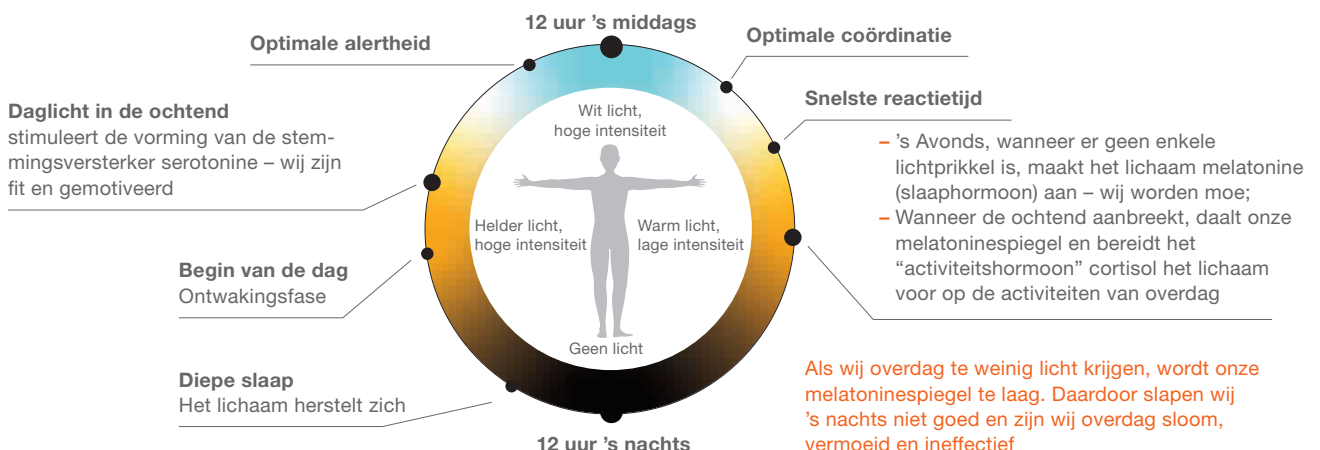 12 uur ’s middags
Optimale alertheid
Optimale coördinatie
Daglicht in de ochtend
stimuleert de vorming van de stem-
mingsversterker serotonine – wij zijn
fit en gemotiveerd
Snelste reactietijd
– ’s Avonds, wanneer er geen enkele
lichtprikkel is, maakt het lichaam melatonine
(slaaphormoon) aan – wij worden moe;
– Wanneer de ochtend aanbreekt, daalt onze
melatoninespiegel en bereidt het
“activiteitshormoon” cortisol het lichaam
voor op de activiteiten van overdag
Wit licht,
hoge intensiteit
Helder licht,
hoge intensiteit
Warm licht,
lage intensiteit
Geen licht
Begin van de dag
Ontwakingsfase
Diepe slaap
Het lichaam herstelt zich
12 uur ’s nachts
Als wij overdag te weinig licht krijgen, wordt onze
melatoninespiegel te laag. Daardoor slapen wij
’s nachts niet goed en zijn wij overdag sloom,
vermoeid en ineffectief